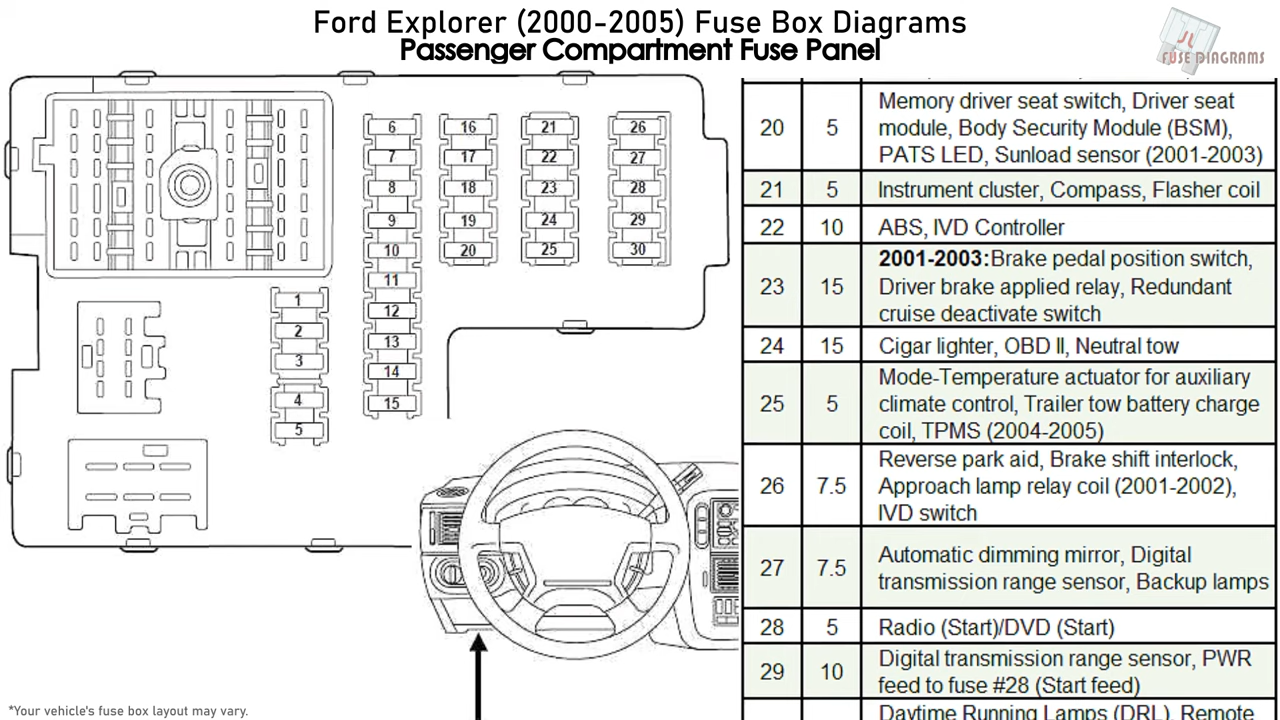 Ford Explorer (2000-2005) Fuse Box Diagrams
Passenger Compartment Fuse Panel
JL
FUSE DIAGRAMS
6 16 21 26
7 17 22 27
8 18 23 28
9 19 24 29
10 20 25 30
11
1
12
2
13
3
14
4
15
5
20 5 Memory driver seat switch, Driver seat
module, Body Security Module (BSM),
PATS LED, Sunload sensor (2001-2003)
21 5 Instrument cluster, Compass, Flasher coil
22 10 ABS, IVD Controller
2001-2003:Brake pedal position switch,
23 15 Driver brake applied relay, Redundant
cruise deactivate switch
24 15 Cigar lighter, OBD II, Neutral tow
Mode-Temperature actuator for auxiliary
25 5 climate control, Trailer tow battery charge
coil, TPMS (2004-2005)
Reverse park aid, Brake shift interlock,
26 7.5 Approach lamp relay coil (2001-2002),
IVD switch
27 7.5 Automatic dimming mirror, Digital
transmission range sensor, Backup lamps
28 5 Radio (Start)/DVD (Start)
29 10 Digital transmission range sensor, PWR
feed to fuse #28 (Start feed)
Daytime Running Lamps (DRL), Remote
*Your vehicle's fuse box layout may vary.